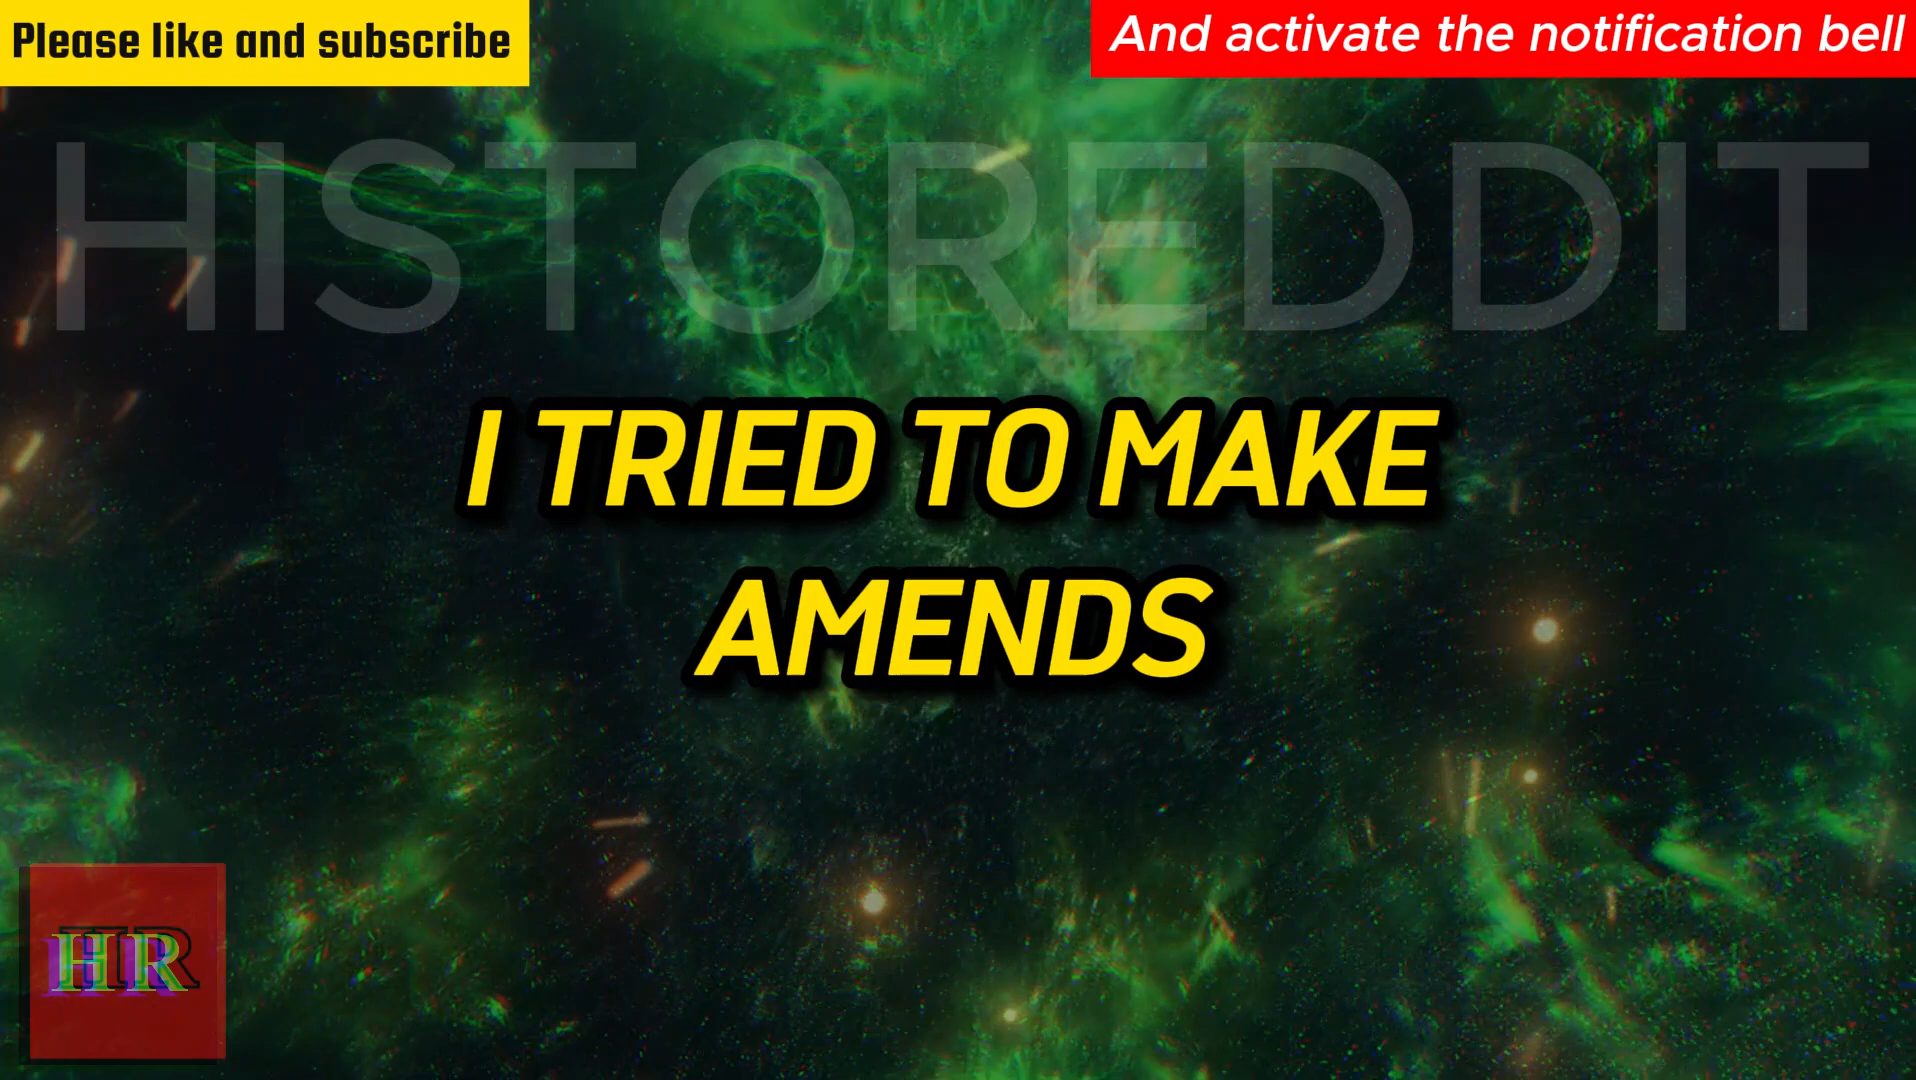 Please like and subscribe
And activate the notification bell
HISTOREDDIT
I TRIED TO MAKE
AMENDS
HR